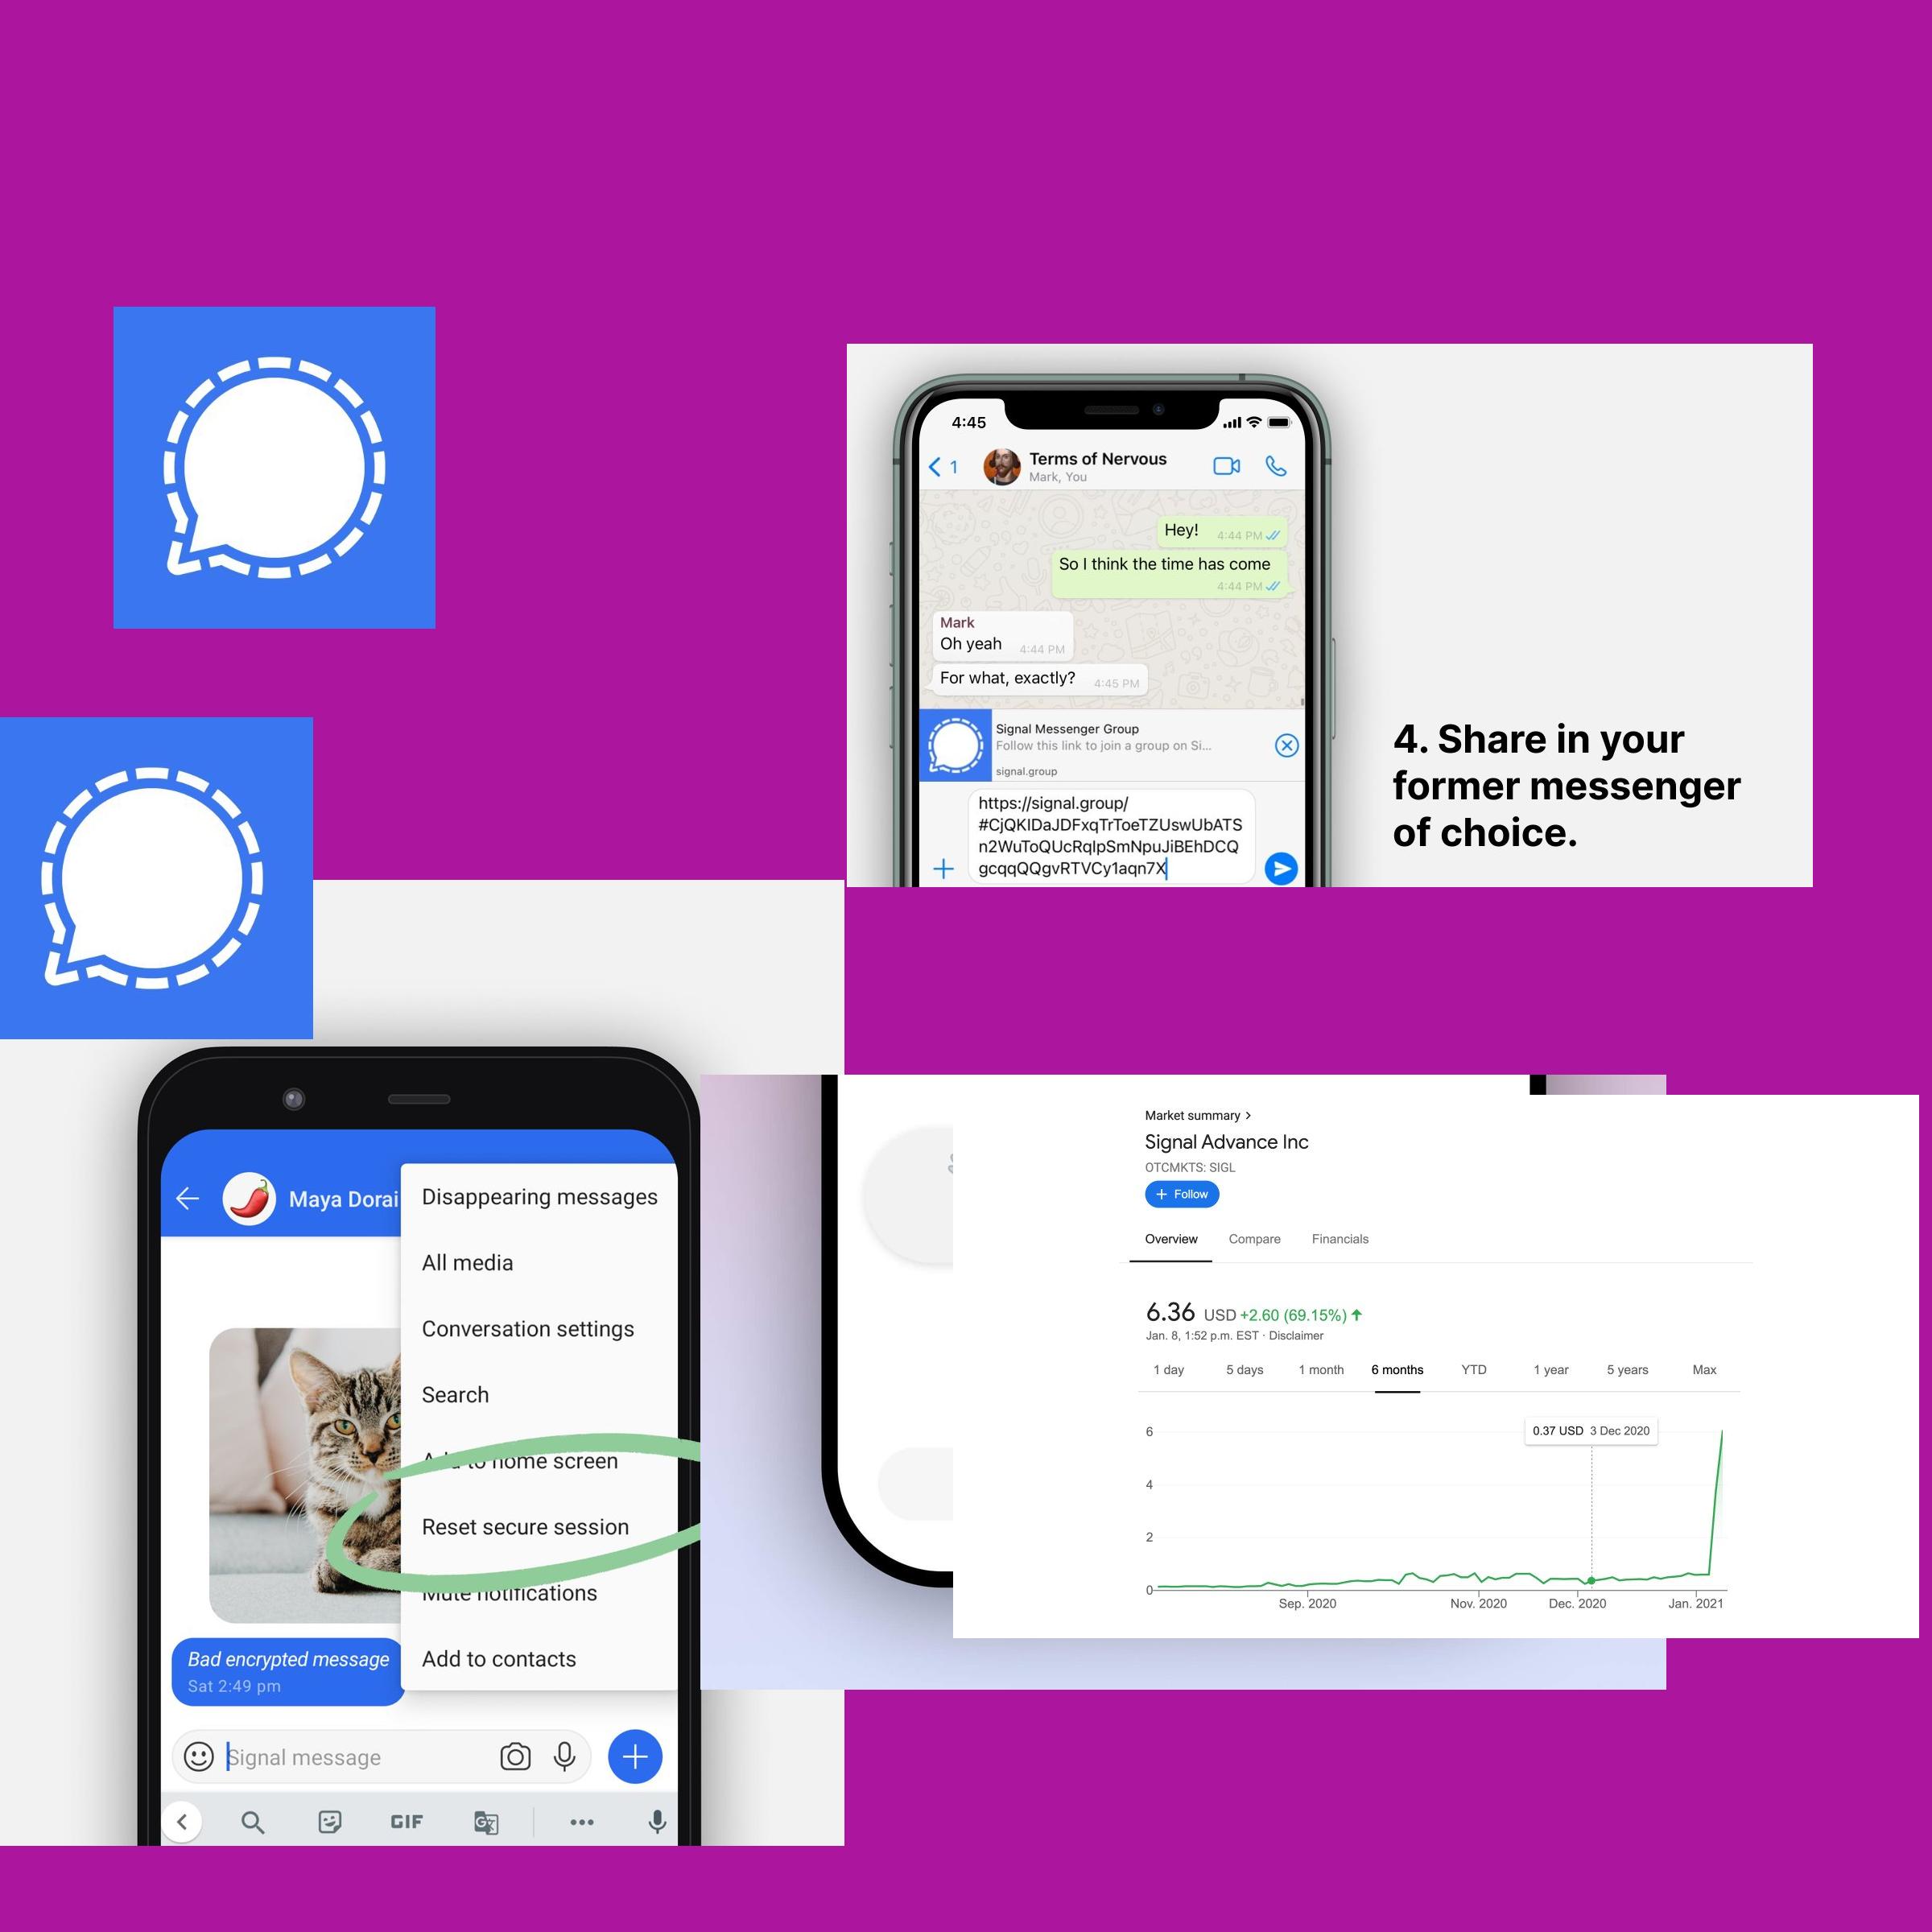 4:45
1
Terms of Nervous
Mark, You
Hey! 4:44 PM
So I think the time has come
4:44 PM
Mark
Oh yeah 4:44 PM
For what, exactly? 4:45 PM
Signal Messenger Group
Follow this link to join a group on Si...
signal.group
https://signal.group/
#CjQKIDaJDFxqTrToeTZUswUbATS
n2WuToQUcRqlpSmNpuJiBEhDCQ
gcqqQQgvRTVCy1aqn7X
4. Share in your
former messenger
of choice.
Maya Dorai
Disappearing messages
All media
Conversation settings
Search
Add to home screen
Reset secure session
Mute notifications
Add to contacts
Bad encrypted message
Sat 2:49 pm
Signal message
GIF
Market summary >
Signal Advance Inc
OTCMKTS: SIGL
+ Follow
Overview Compare Financials
6.36 USD +2.60 (69.15%)
Jan. 8, 1:52 p.m. EST · Disclaimer
1 day 5 days 1 month 6 months YTD 1 year 5 years Max
0.37 USD 3 Dec 2020
6
4
2
0
Sep. 2020 Nov. 2020 Dec. 2020 Jan. 2021